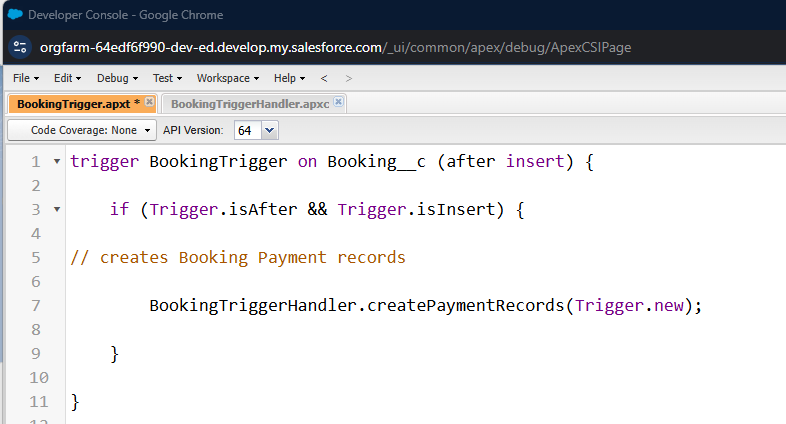 Developer Console - Google Chrome
orgfarm-64edf6f990-dev-ed.develop.my.salesforce.com/_ui/common/apex/debug/ApexCSIPage
File Edit Debug Test Workspace Help < >
BookingTrigger.apxt * BookingTriggerHandler.apxc
Code Coverage: None API Version: 64
1 trigger BookingTrigger on Booking__c (after insert) {
2
3 if (Trigger.isAfter && Trigger.isInsert) {
4
5 // creates Booking Payment records
6
7 BookingTriggerHandler.createPaymentRecords(Trigger.new);
8
9 }
10
11 }